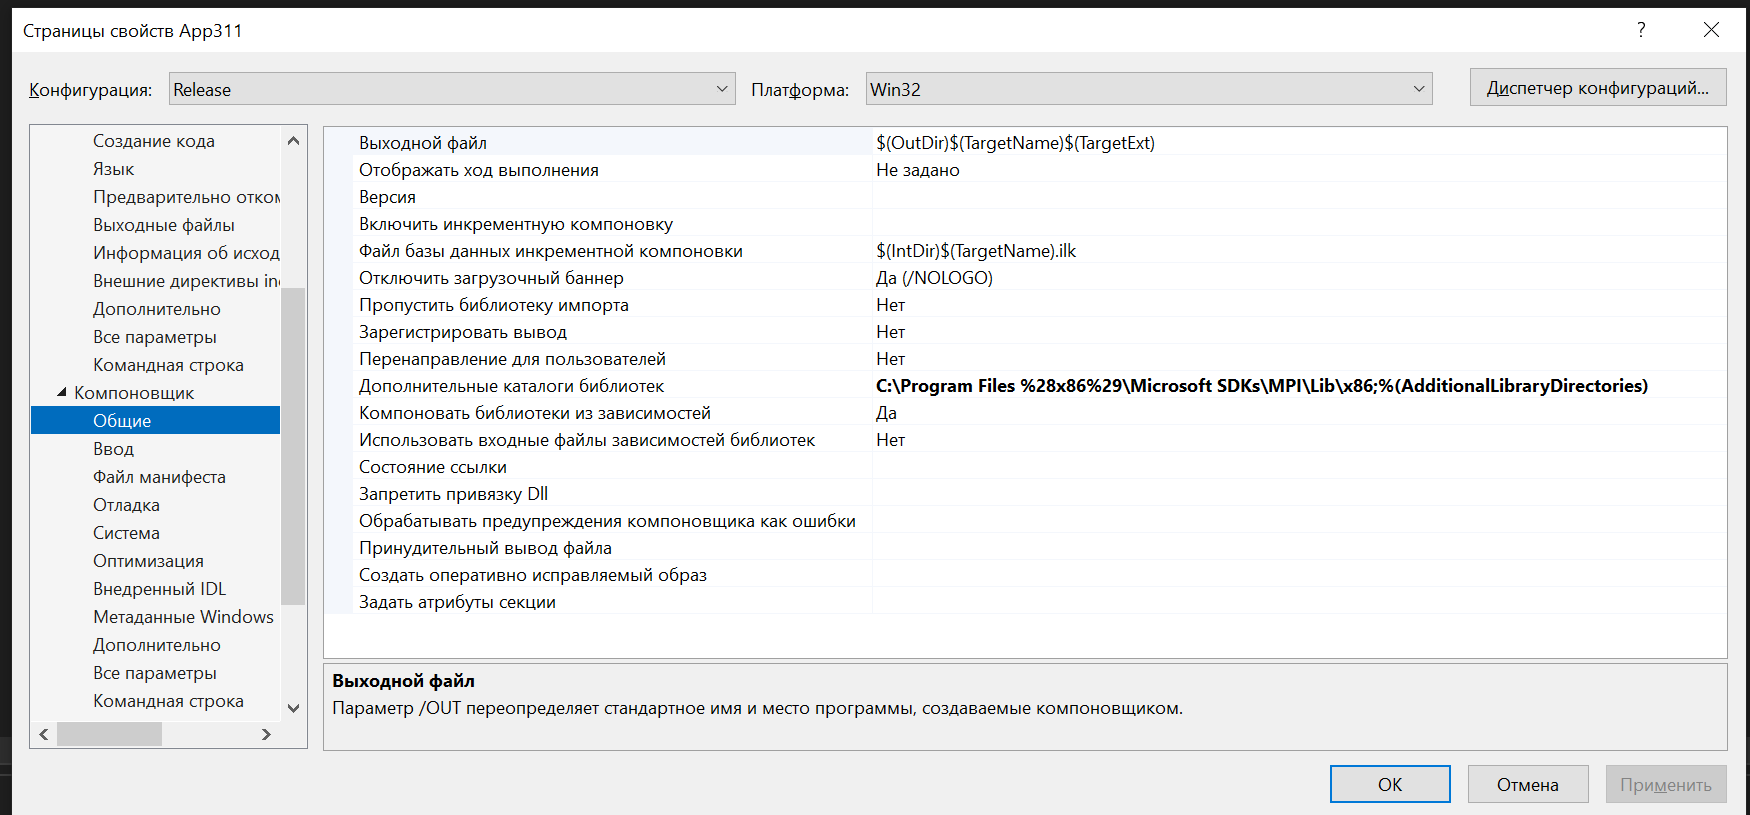 Страницы свойств App311
?
Конфигурация: Release Платформа: Win32 Диспетчер конфигураций...
Создание кода
Язык
Предварительно отком
Выходные файлы
Информация об исход
Внешние директивы in
Дополнительно
Все параметры
Командная строка
Компоновщик
Общие
Ввод
Файл манифеста
Отладка
Система
Оптимизация
Внедренный IDL
Метаданные Windows
Дополнительно
Все параметры
Командная строка
Выходной файл $(OutDir)$(TargetName)$(TargetExt)
Отображать ход выполнения Не задано
Версия
Включить инкрементную компоновку
Файл базы данных инкрементной компоновки $(IntDir)$(TargetName).ilk
Отключить загрузочный баннер Да (/NOLOGO)
Пропустить библиотеку импорта Нет
Зарегистрировать вывод Нет
Перенаправление для пользователей Нет
Дополнительные каталоги библиотек C:\Program Files %28x86%29\Microsoft SDKs\MPI\Lib\x86;%(AdditionalLibraryDirectories)
Компоновать библиотеки из зависимостей Да
Использовать входные файлы зависимостей библиотек Нет
Состояние ссылки
Запретить привязку Dll
Обрабатывать предупреждения компоновщика как ошибки
Принудительный вывод файла
Создать оперативно исправляемый образ
Задать атрибуты секции
Выходной файл
Параметр /OUT переопределяет стандартное имя и место программы, создаваемые компоновщиком.
ОК Отмена Применить